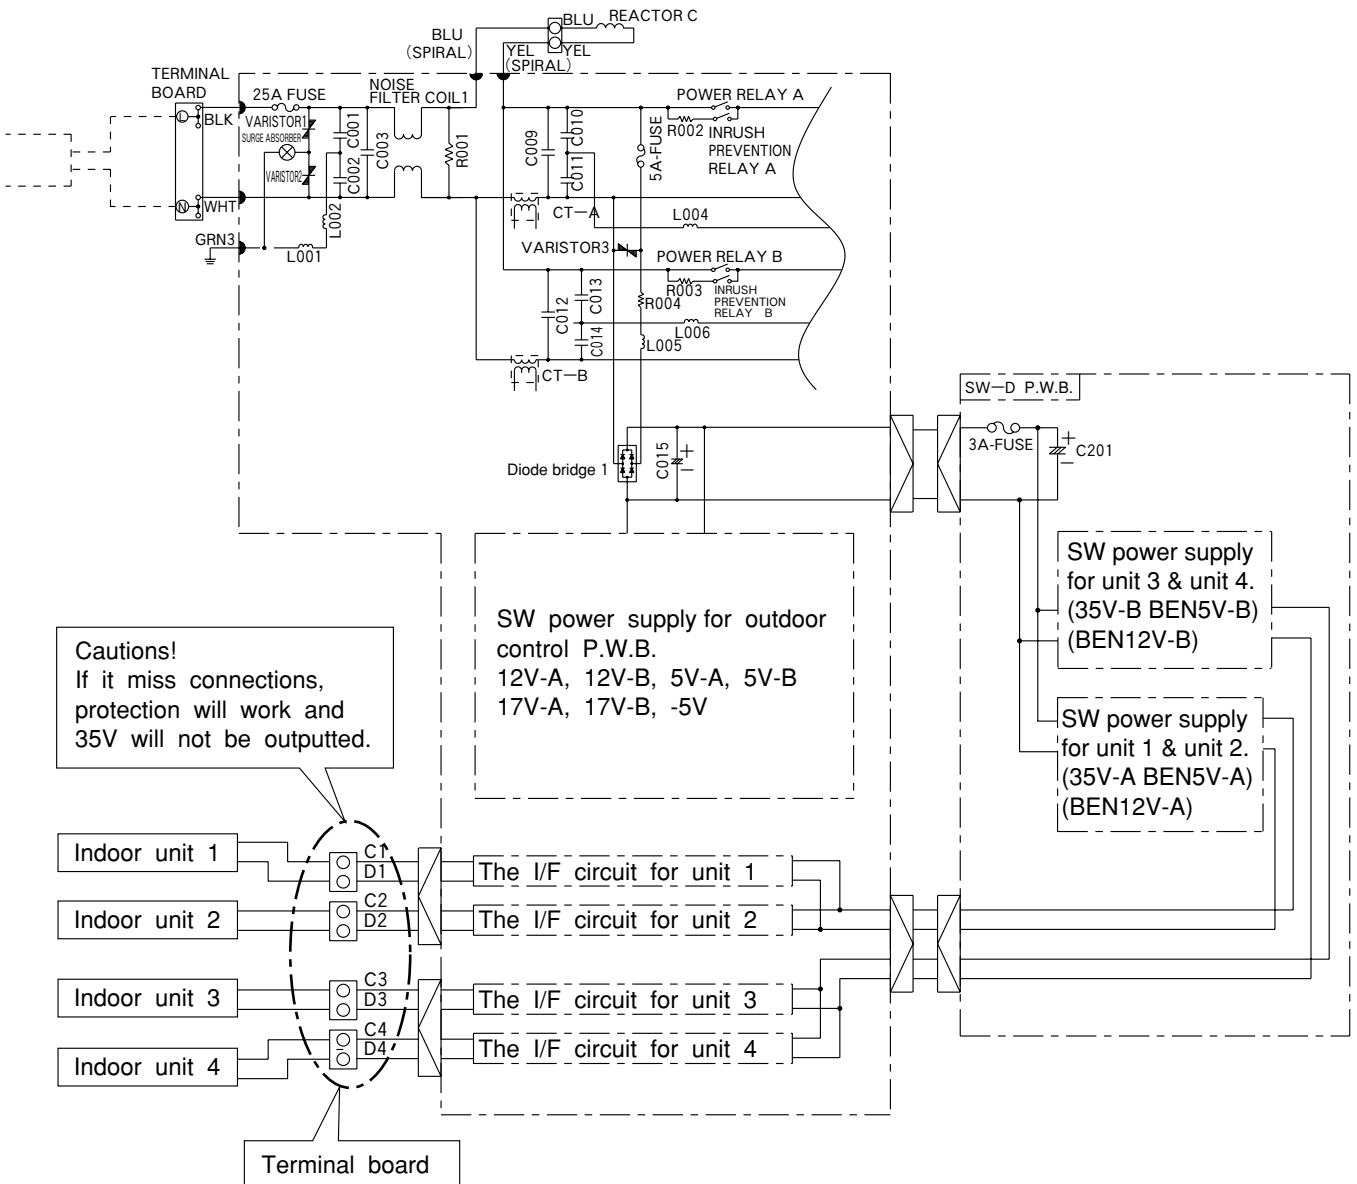 BLU REACTOR C
BLU
(SPIRAL)
YEL YEL
(SPIRAL)
TERMINAL
BOARD
25A FUSE
NOISE
FILTER COIL1
L
BLK
VARISTOR1
SURGE ABSORBER
VARISTOR2
C001
C002
C003
R001
N
WHT
L002
GRN3
L001
POWER RELAY A
R002
INRUSH
PREVENTION
RELAY A
C009
C010
C011
5A-FUSE
CT-A
L004
VARISTOR3
POWER RELAY B
R003
INRUSH
PREVENTION
RELAY B
C012
C013
C014
R004
L006
L005
CT-B
SW-D P.W.B.
3A-FUSE
+
-
C201
Diode bridge 1
C015
+
-
SW power supply
for unit 3 & unit 4.
(35V-B BEN5V-B)
(BEN12V-B)
SW power supply for outdoor
control P.W.B.
12V-A, 12V-B, 5V-A, 5V-B
17V-A, 17V-B, -5V
SW power supply
for unit 1 & unit 2.
(35V-A BEN5V-A)
(BEN12V-A)
Cautions!
If it miss connections,
protection will work and
35V will not be outputted.
Indoor unit 1
C1
D1
The I/F circuit for unit 1
Indoor unit 2
C2
D2
The I/F circuit for unit 2
Indoor unit 3
C3
D3
The I/F circuit for unit 3
Indoor unit 4
C4
D4
The I/F circuit for unit 4
Terminal board